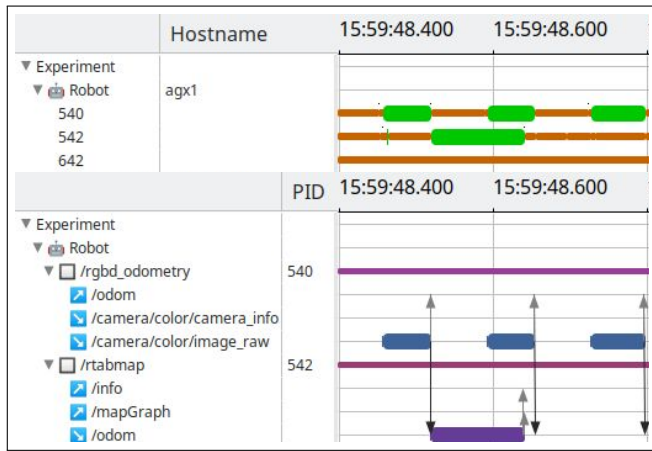 Hostname 15:59:48.400 15:59:48.600
Experiment
Robot agx1
540
542
642
PID 15:59:48.400 15:59:48.600
Experiment
Robot
/rgbd_odometry 540
/odom
/camera/color/camera_info
/camera/color/image_raw
/rtabmap 542
/info
/mapGraph
/odom